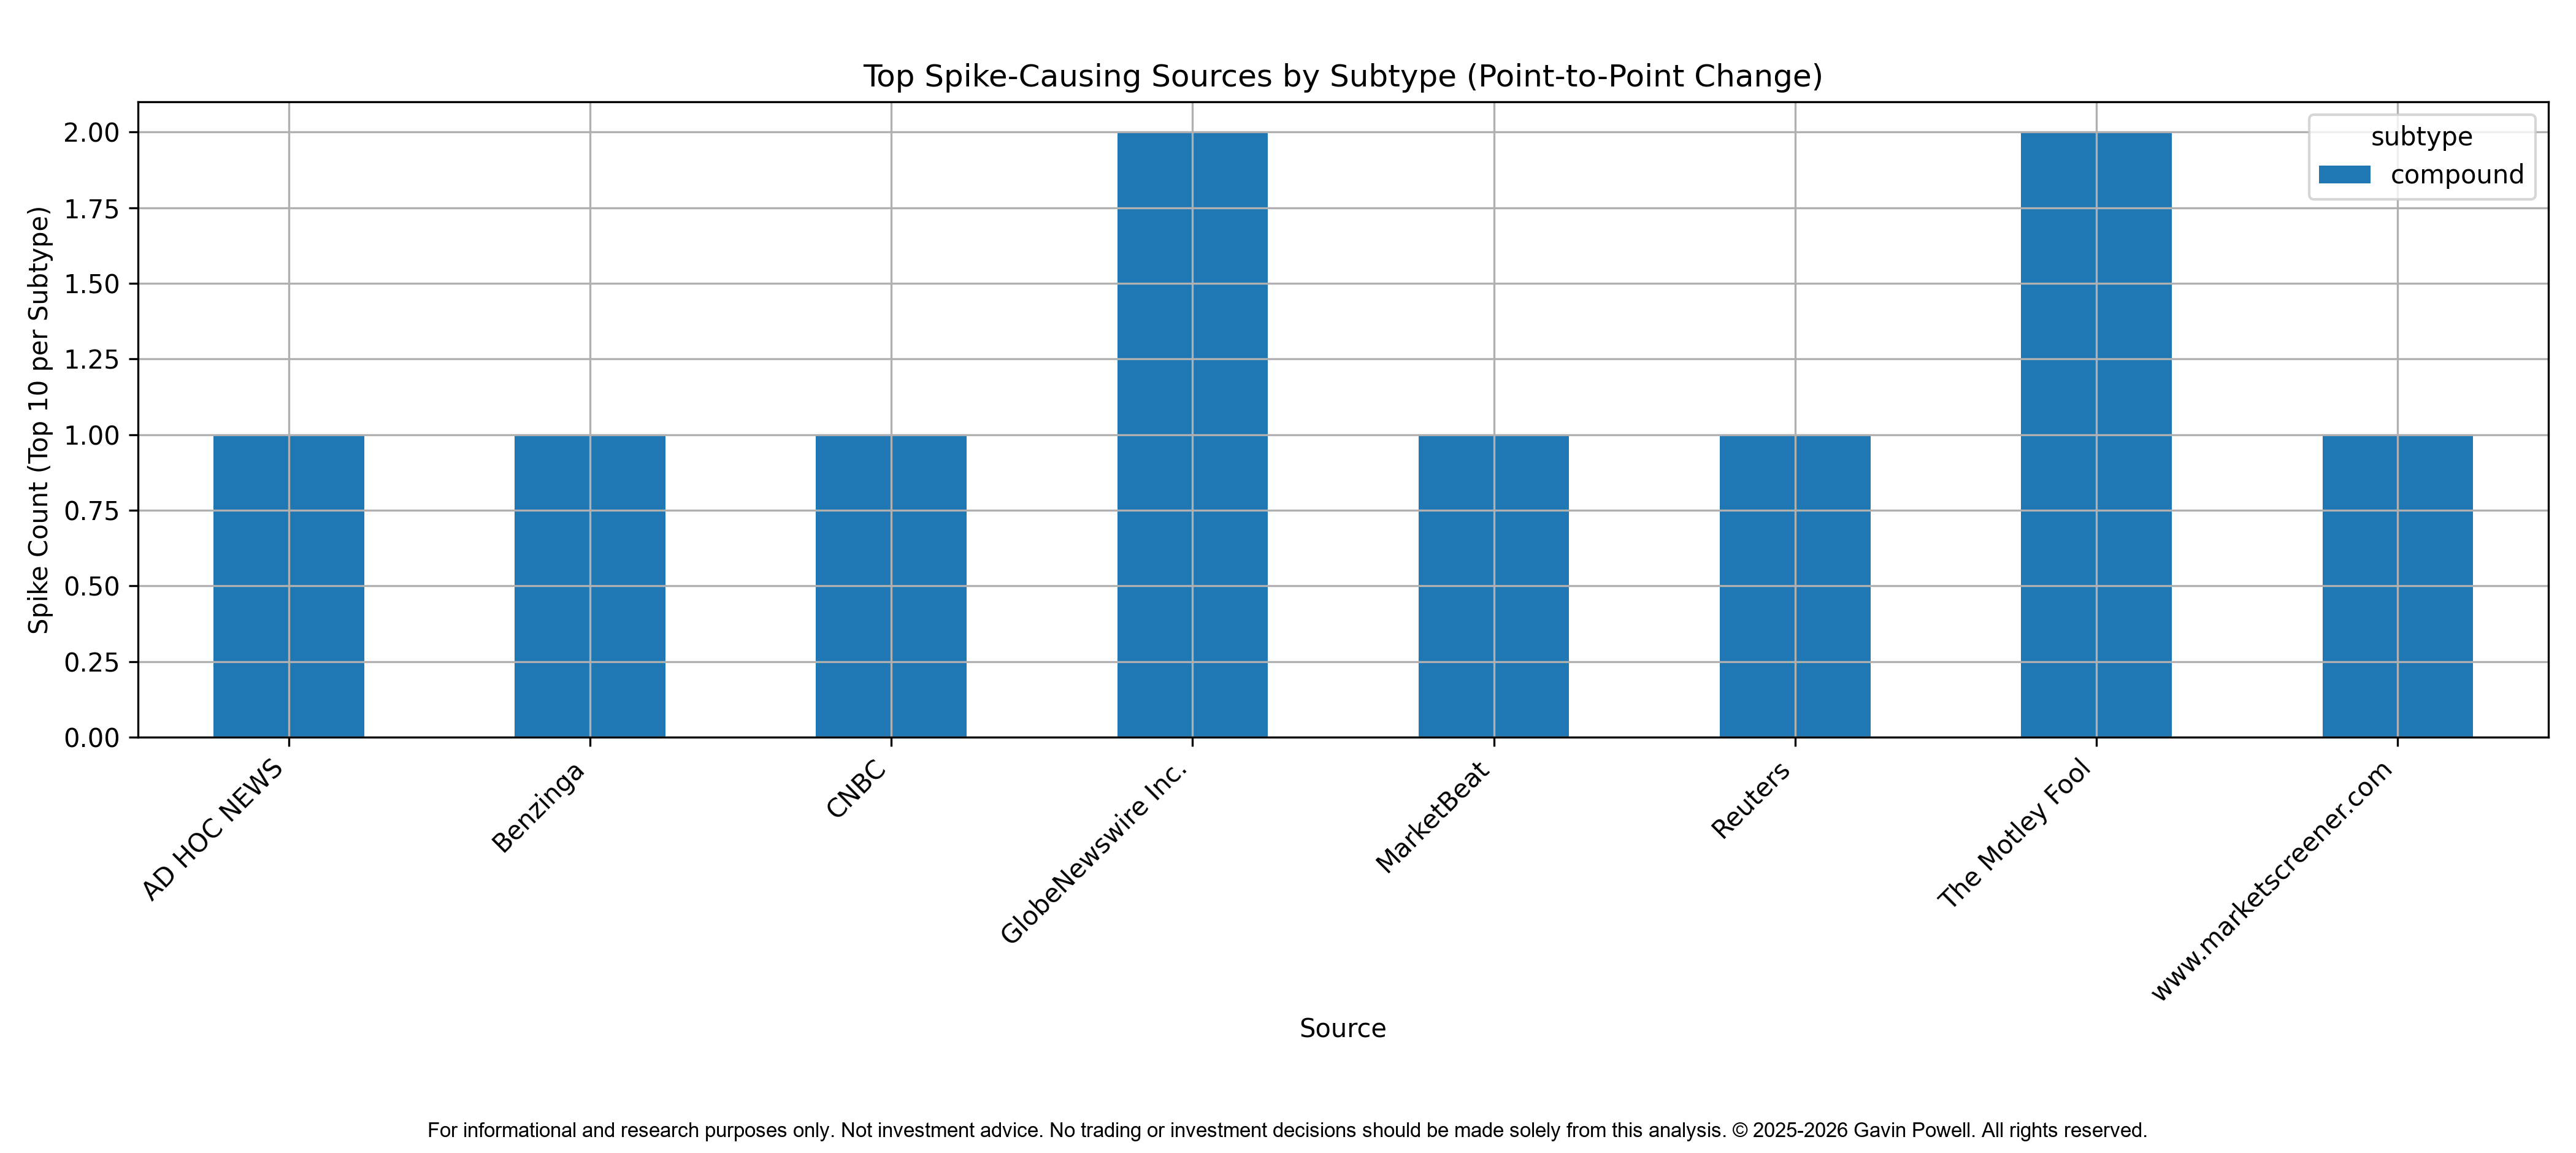 Top Spike-Causing Sources by Subtype (Point-to-Point Change)
subtype
compound
Spike Count (Top 10 per Subtype)
2.00
1.75
1.50
1.25
1.00
0.75
0.50
0.25
0.00
AD HOC NEWS
Benzinga
CNBC
GlobeNewswire Inc.
MarketBeat
Reuters
The Motley Fool
www.marketscreener.com
Source
For informational and research purposes only. Not investment advice. No trading or investment decisions should be made solely from this analysis. © 2025-2026 Gavin Powell. All rights reserved.